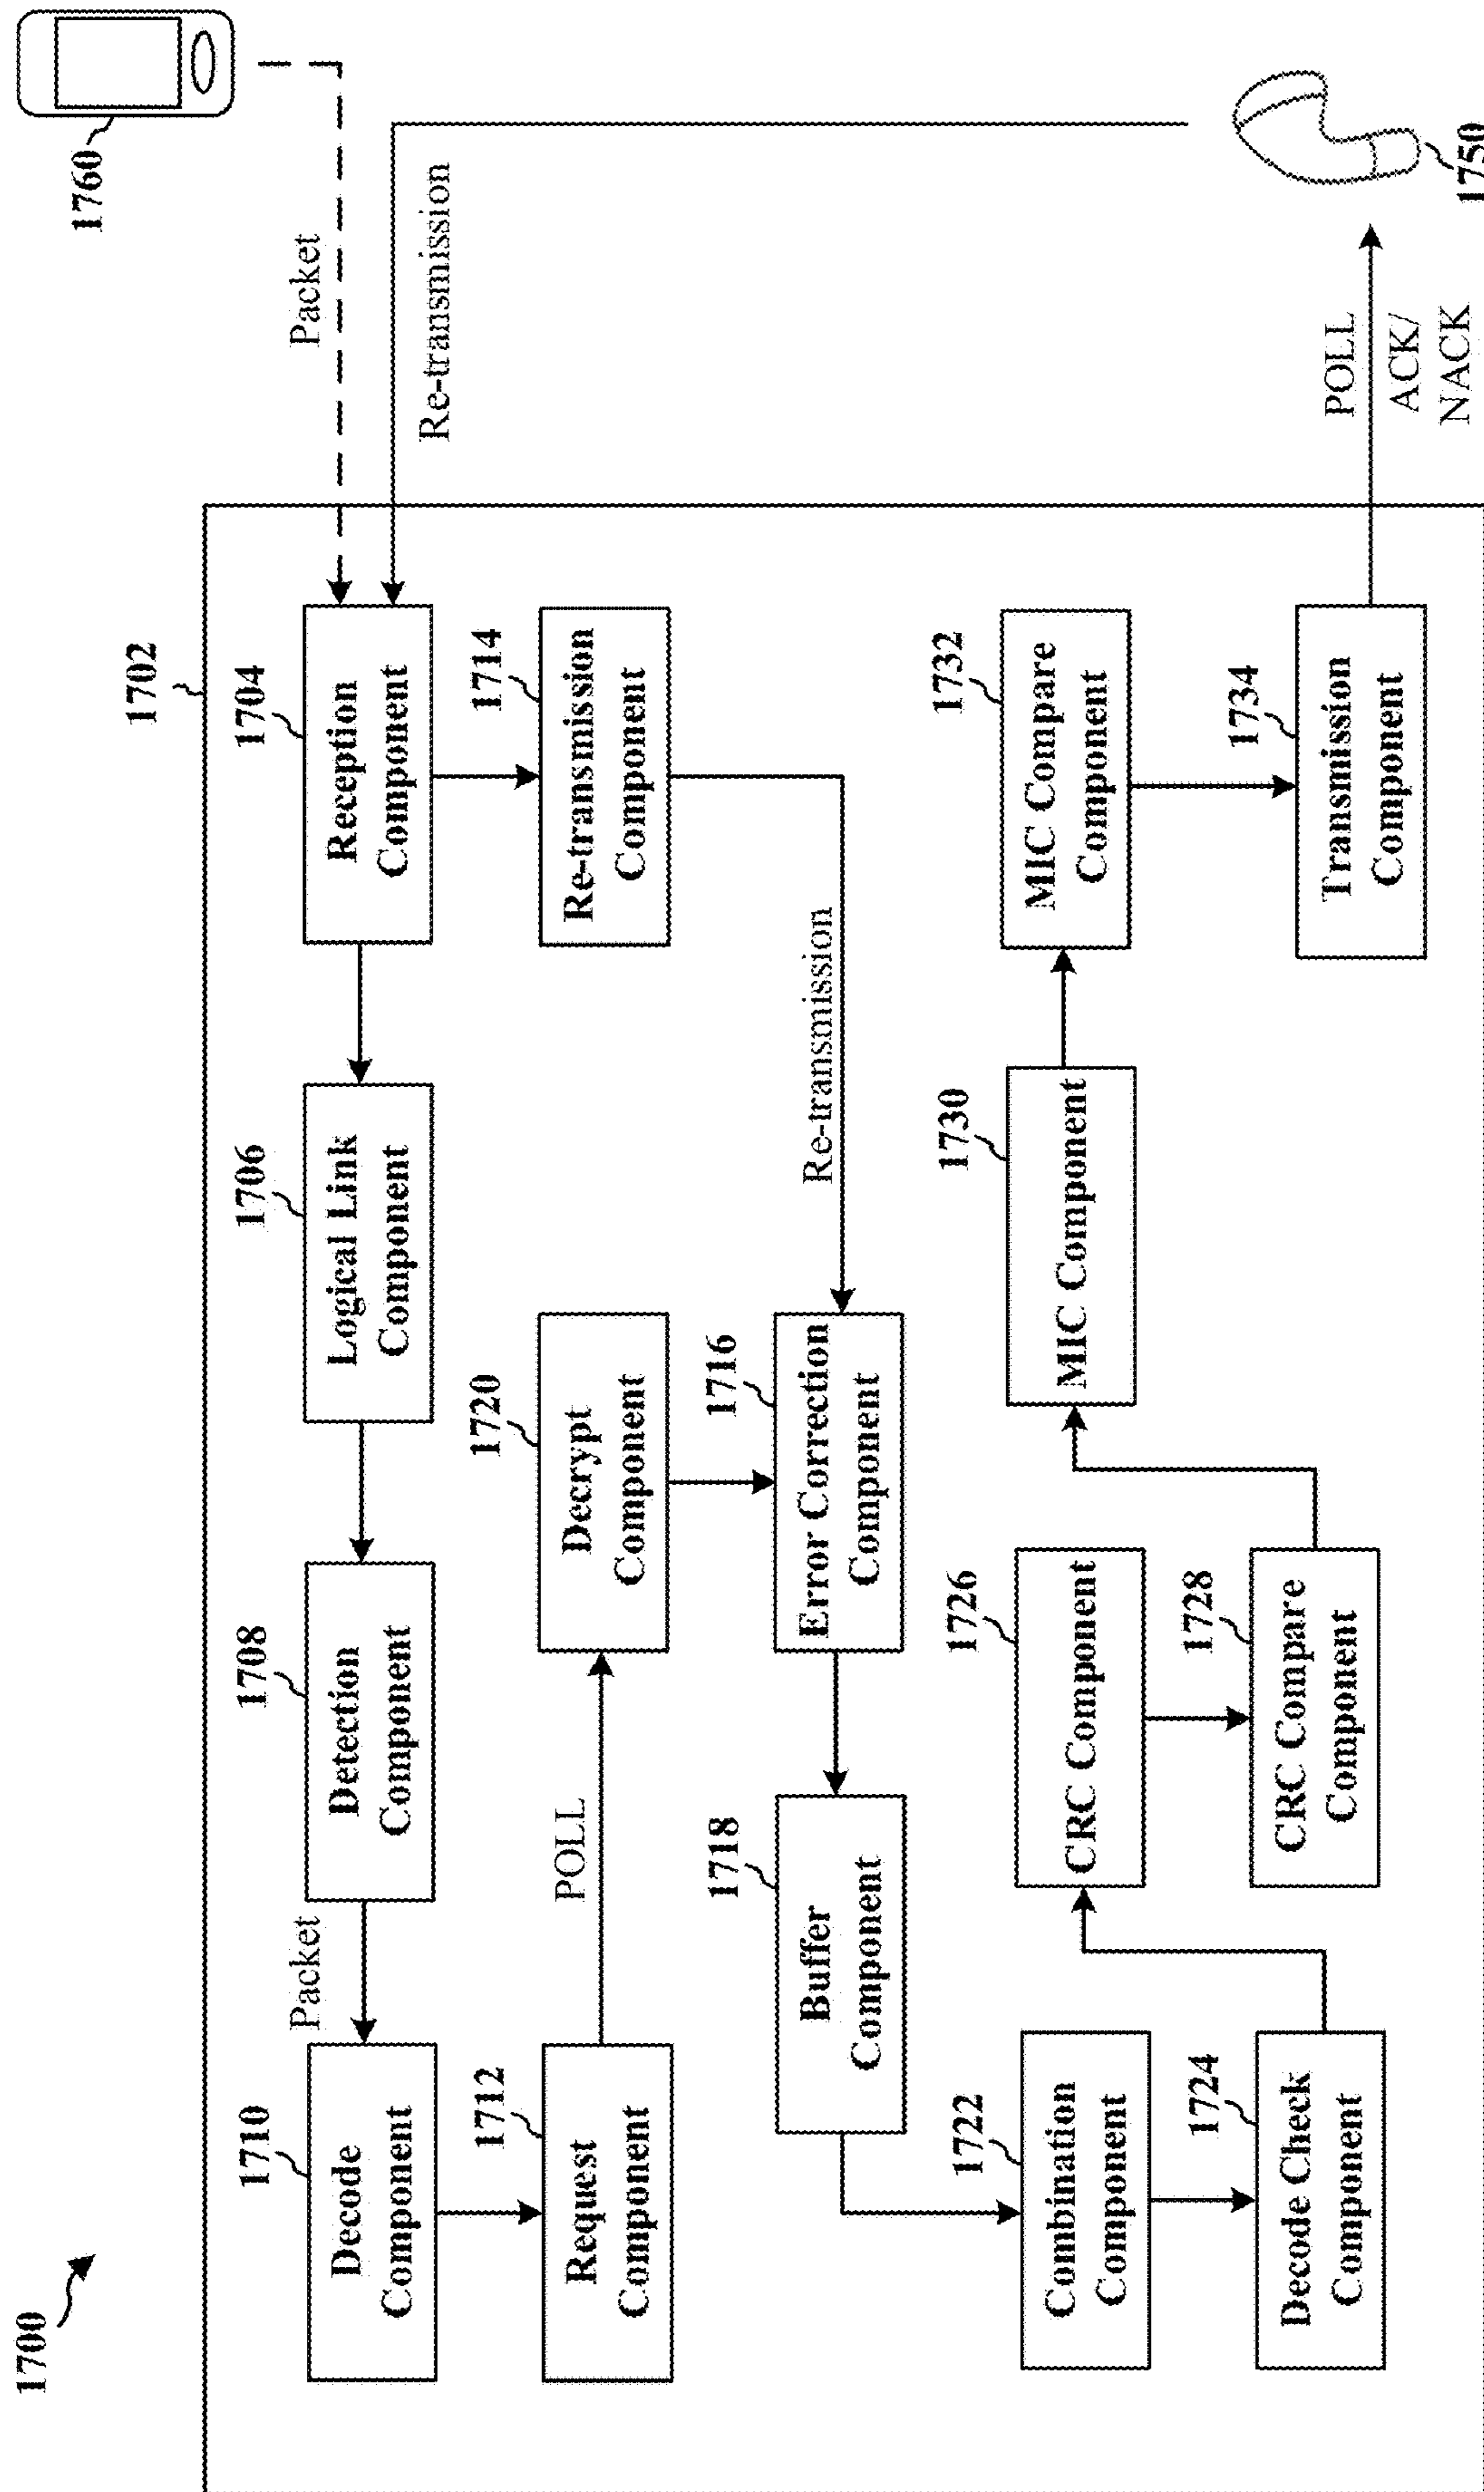 1700
1702
1760
1710
Decode
Component
Packet
1708
Detection
Component
1706
Logical Link
Component
1704
Reception
Component
Packet
Re-transmission
1712
Request
Component
POLL
1720
Decrypt
Component
1714
Re-transmission
Component
1718
Buffer
Component
1716
Error Correction
Component
Re-transmission
1722
Combination
Component
1726
CRC Component
1730
MIC Component
1732
MIC Compare
Component
1724
Decode Check
Component
1728
CRC Compare
Component
1734
Transmission
Component
POLL
ACK/
NACK
1750